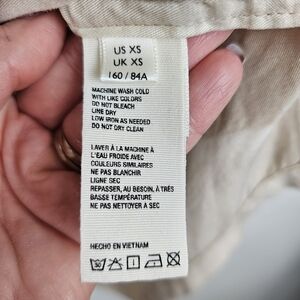 US XS
UK XS
160 / 84A
MACHINE WASH COLD
WITH LIKE COLORS
DO NOT BLEACH
LINE DRY
LOW IRON AS NEEDED
DO NOT DRY CLEAN
LAVER À LA MACHINE À
L'EAU FROIDE AVEC
COULEURS SIMILAIRES
NE PAS BLANCHIR
LIGNE SEC
REPASSER, AU BESOIN, À TRÈS
BASSE TEMPÉRATURE
NE PAS NETTOYER A SEC
HECHO EN VIETNAM